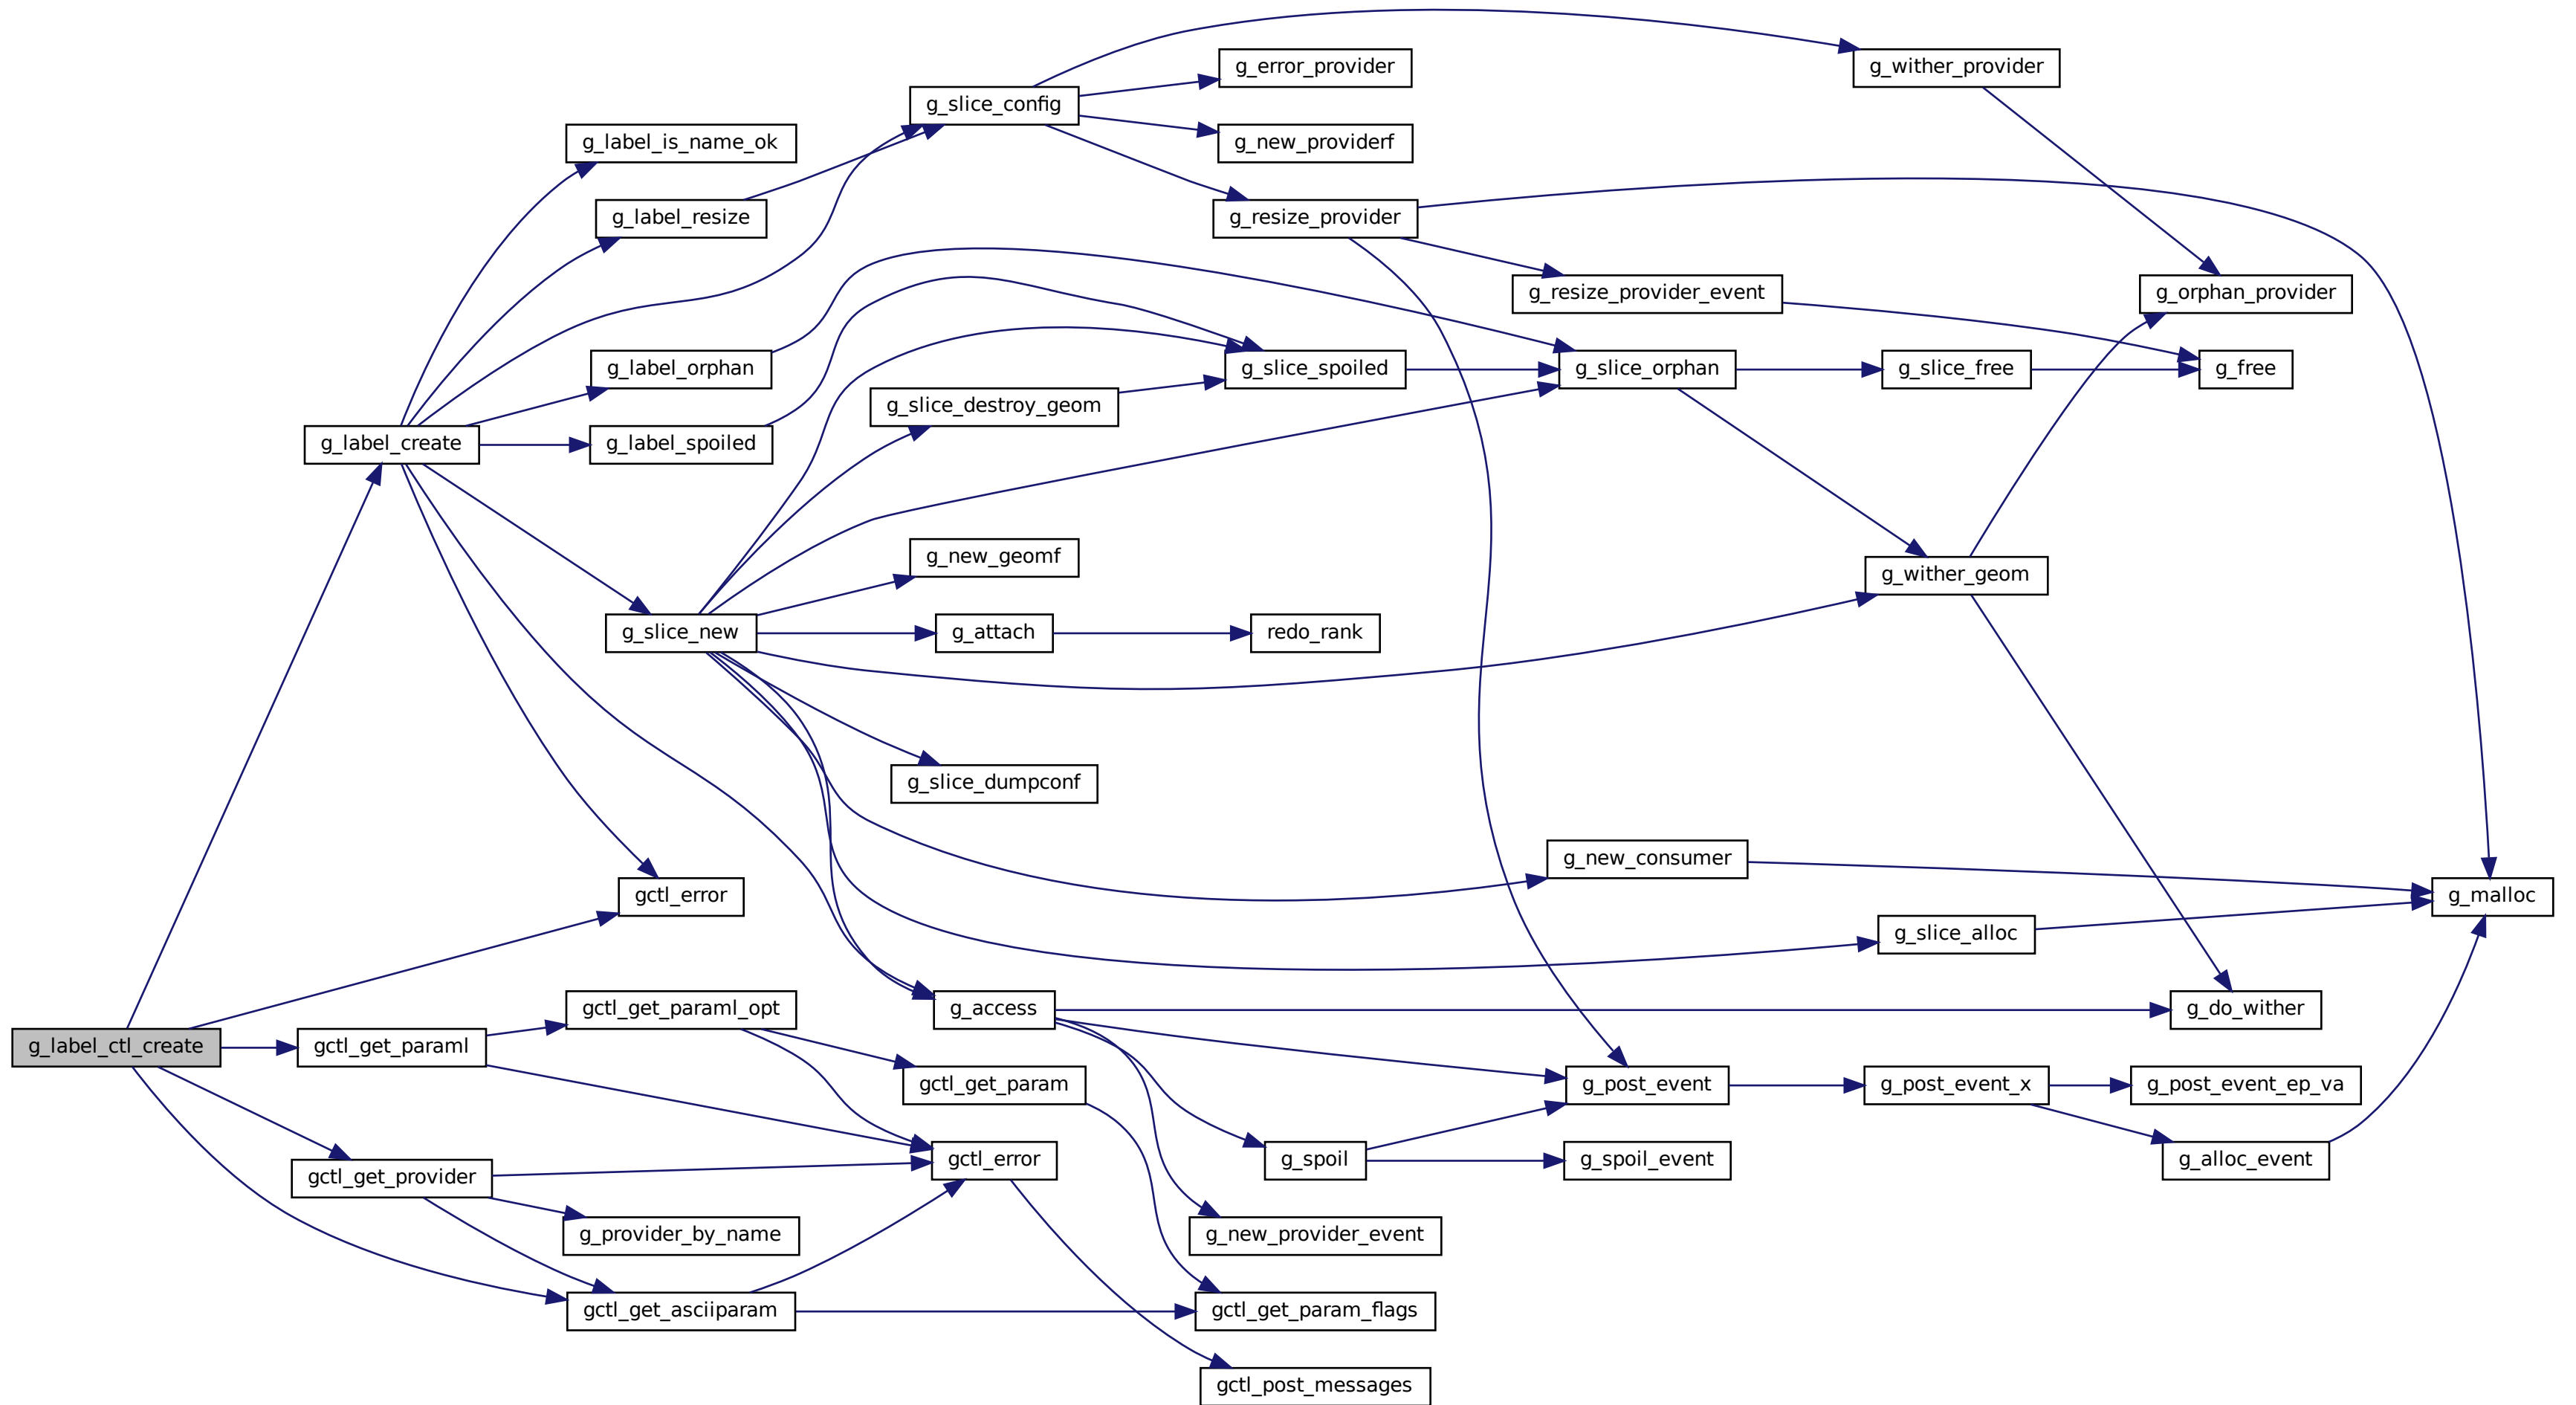 g_error_provider
g_wither_provider
g_slice_config
g_label_is_name_ok
g_new_providerf
g_label_resize
g_resize_provider
g_resize_provider_event
g_orphan_provider
g_label_orphan
g_slice_spoiled
g_slice_orphan
g_slice_free
g_free
g_slice_destroy_geom
g_label_create
g_label_spoiled
g_new_geomf
g_wither_geom
g_slice_new
g_attach
redo_rank
g_slice_dumpconf
g_new_consumer
gctl_error
g_malloc
g_slice_alloc
gctl_get_paraml_opt
g_access
g_do_wither
g_label_ctl_create
gctl_get_paraml
gctl_get_param
g_post_event
g_post_event_x
g_post_event_ep_va
gctl_error
g_spoil
g_spoil_event
g_alloc_event
gctl_get_provider
g_provider_by_name
g_new_provider_event
gctl_get_asciiparam
gctl_get_param_flags
gctl_post_messages